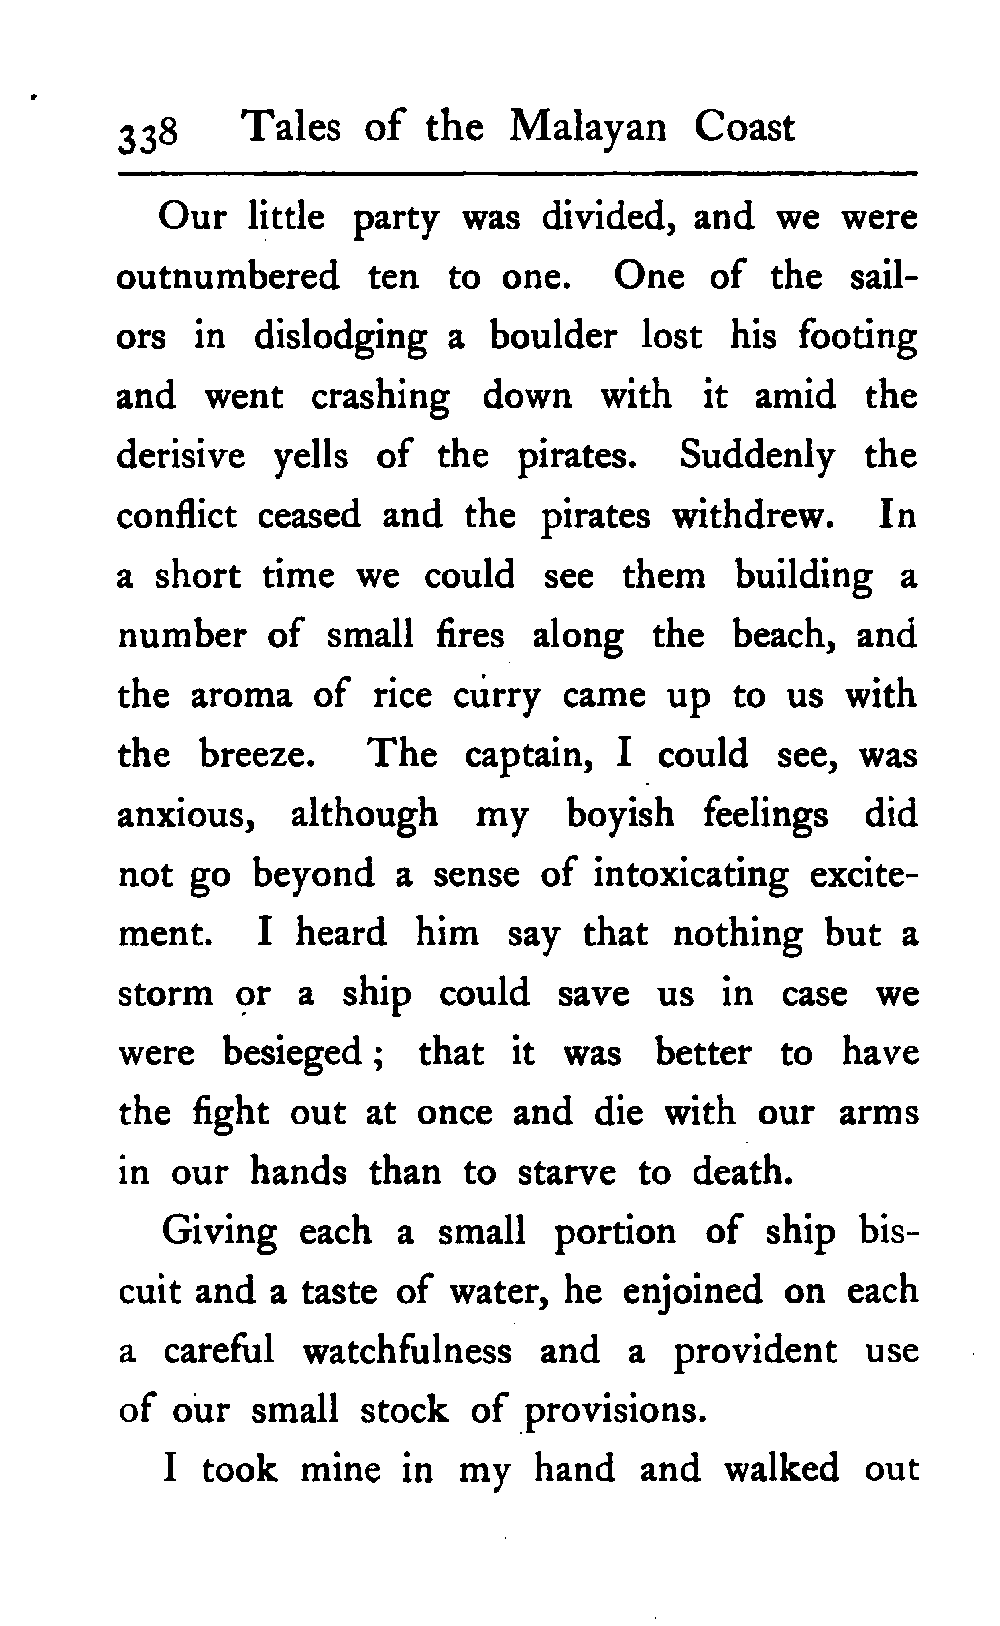 338 Tales of the Malayan Coast
Our little party was divided, and we were
outnumbered ten to one. One of the sail-
ors in dislodging a boulder lost his footing
and went crashing down with it amid the
derisive yells of the pirates. Suddenly the
conflict ceased and the pirates withdrew. In
a short time we could see them building a
number of small fires along the beach, and
the aroma of rice curry came up to us with
the breeze. The captain, I could see, was
anxious, although my boyish feelings did
not go beyond a sense of intoxicating excite-
ment. I heard him say that nothing but a
storm or a ship could save us in case we
were besieged ; that it was better to have
the fight out at once and die with our arms
in our hands than to starve to death.
Giving each a small portion of ship bis-
cuit and a taste of water, he enjoined on each
a careful watchfulness and a provident use
of our small stock of provisions.
I took mine in my hand and walked out